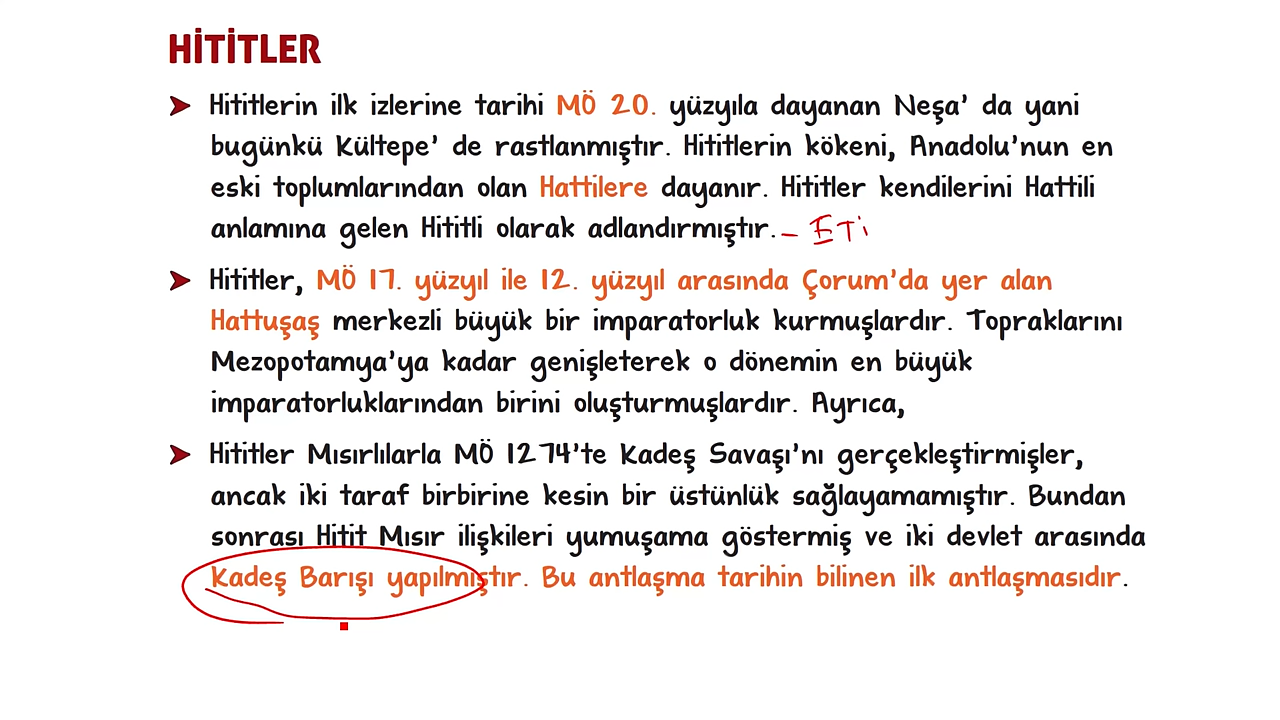 HİTİTLER
➤ Hititlerin ilk izlerine tarihi MÖ 20. yüzyıla dayanan Neşa' da yani
bugünkü Kültepe' de rastlanmıştır. Hititlerin kökeni, Anadolu'nun en
eski toplumlarından olan Hattilere dayanır. Hititler kendilerini Hattili
anlamına gelen Hititli olarak adlandırmıştır. - ETİ
➤ Hititler, MÖ 17. yüzyıl ile 12. yüzyıl arasında Çorum'da yer alan
Hattuşaş merkezli büyük bir imparatorluk kurmuşlardır. Topraklarını
Mezopotamya'ya kadar genişleterek o dönemin en büyük
imparatorluklarından birini oluşturmuşlardır. Ayrıca,
➤ Hititler Mısırlılarla MÖ 1274'te Kadeş Savaşı'nı gerçekleştirmişler,
ancak iki taraf birbirine kesin bir üstünlük sağlayamamıştır. Bundan
sonrası Hitit Mısır ilişkileri yumuşama göstermiş ve iki devlet arasında
Kadeş Barışı yapılmıştır. Bu antlaşma tarihin bilinen ilk antlaşmasıdır.